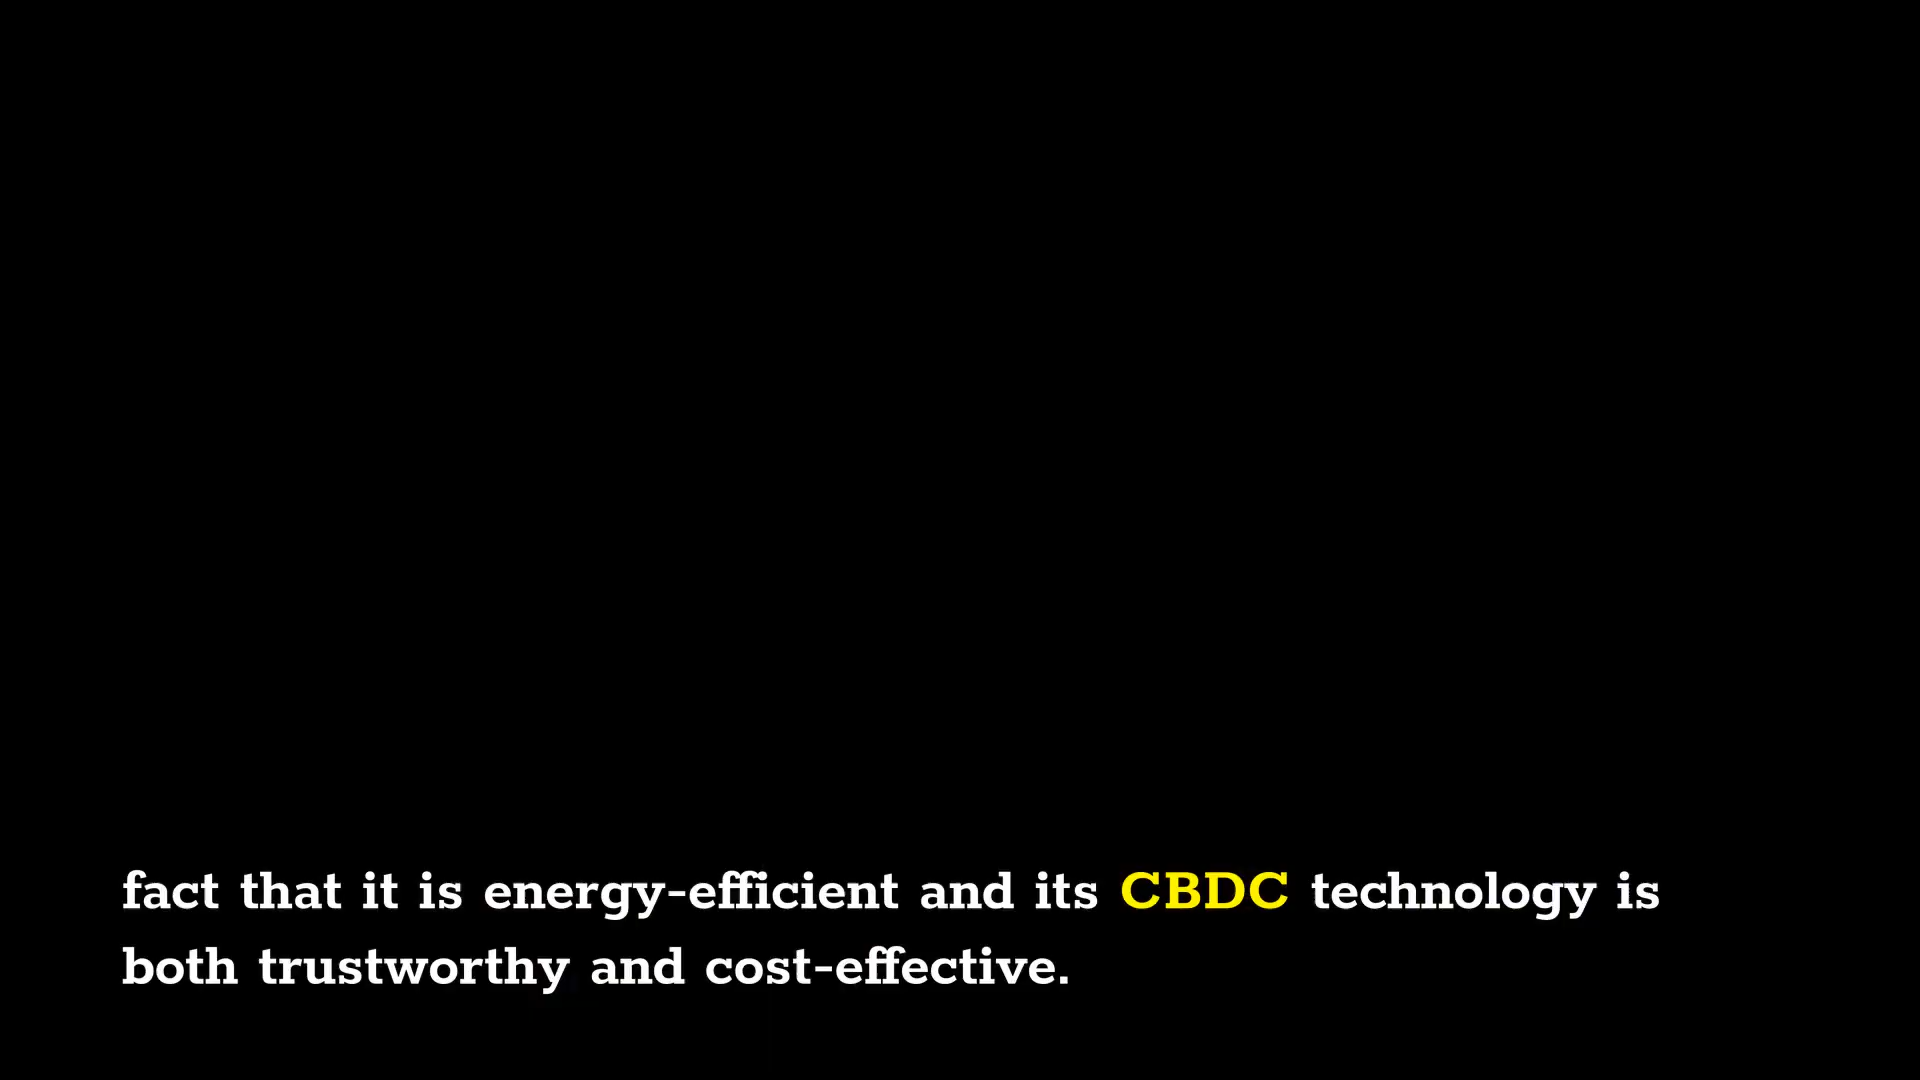 fact that it is energy-efficient and its CBDC technology is
both trustworthy and cost-effective.